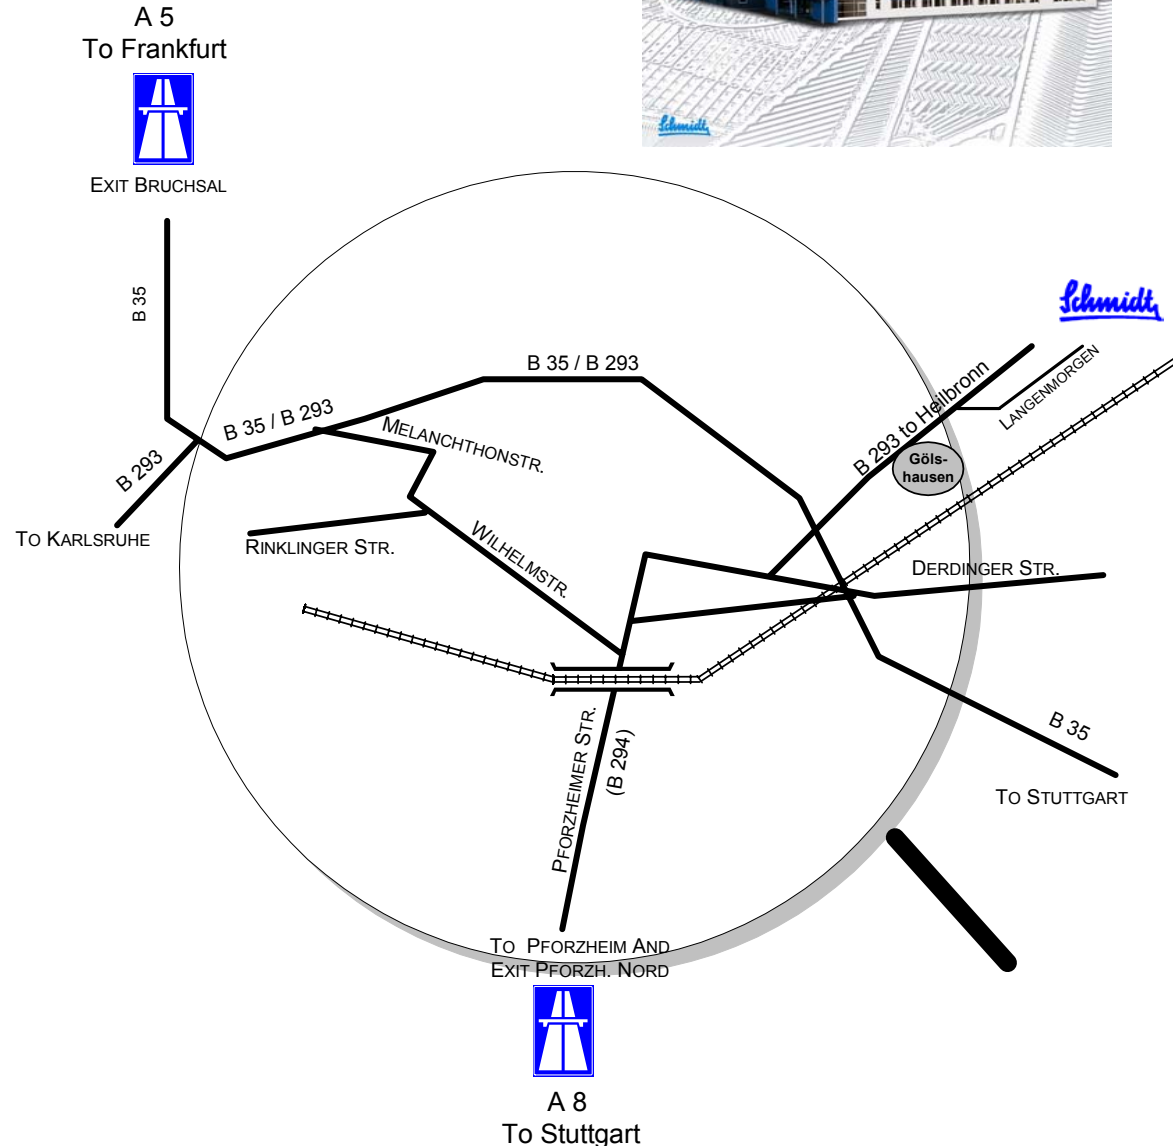 A 5
To Frankfurt
Schmidt
EXIT BRUCHSAL
B 35
Schmidt
B 35 / B 293
B 35 / B 293
B 293 to Heilbronn
LANGENMORGEN
MELANCHTHONSTR.
B 293
Göls-
hausen
TO KARLSRUHE
RINKLINGER STR.
WILHELMSTR.
DERDINGER STR.
PFORZHEIMER STR.
(B 294)
B 35
TO STUTTGART
TO PFORZHEIM AND
EXIT PFORZH. NORD
A 8
To Stuttgart